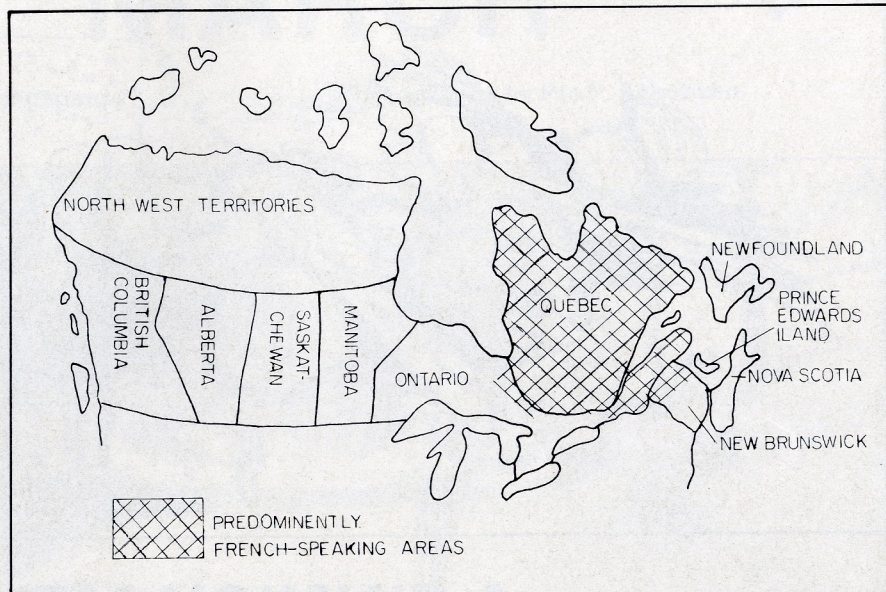 NORTH WEST TERRITORIES
BRITISH
COLUMBIA
ALBERTA
SASKAT-
CHEWAN
MANITOBA
ONTARIO
QUEBEC
NEWFOUNDLAND
PRINCE
EDWARDS
ILAND
NOVA SCOTIA
NEW BRUNSWICK
PREDOMINENTLY
FRENCH-SPEAKING AREAS